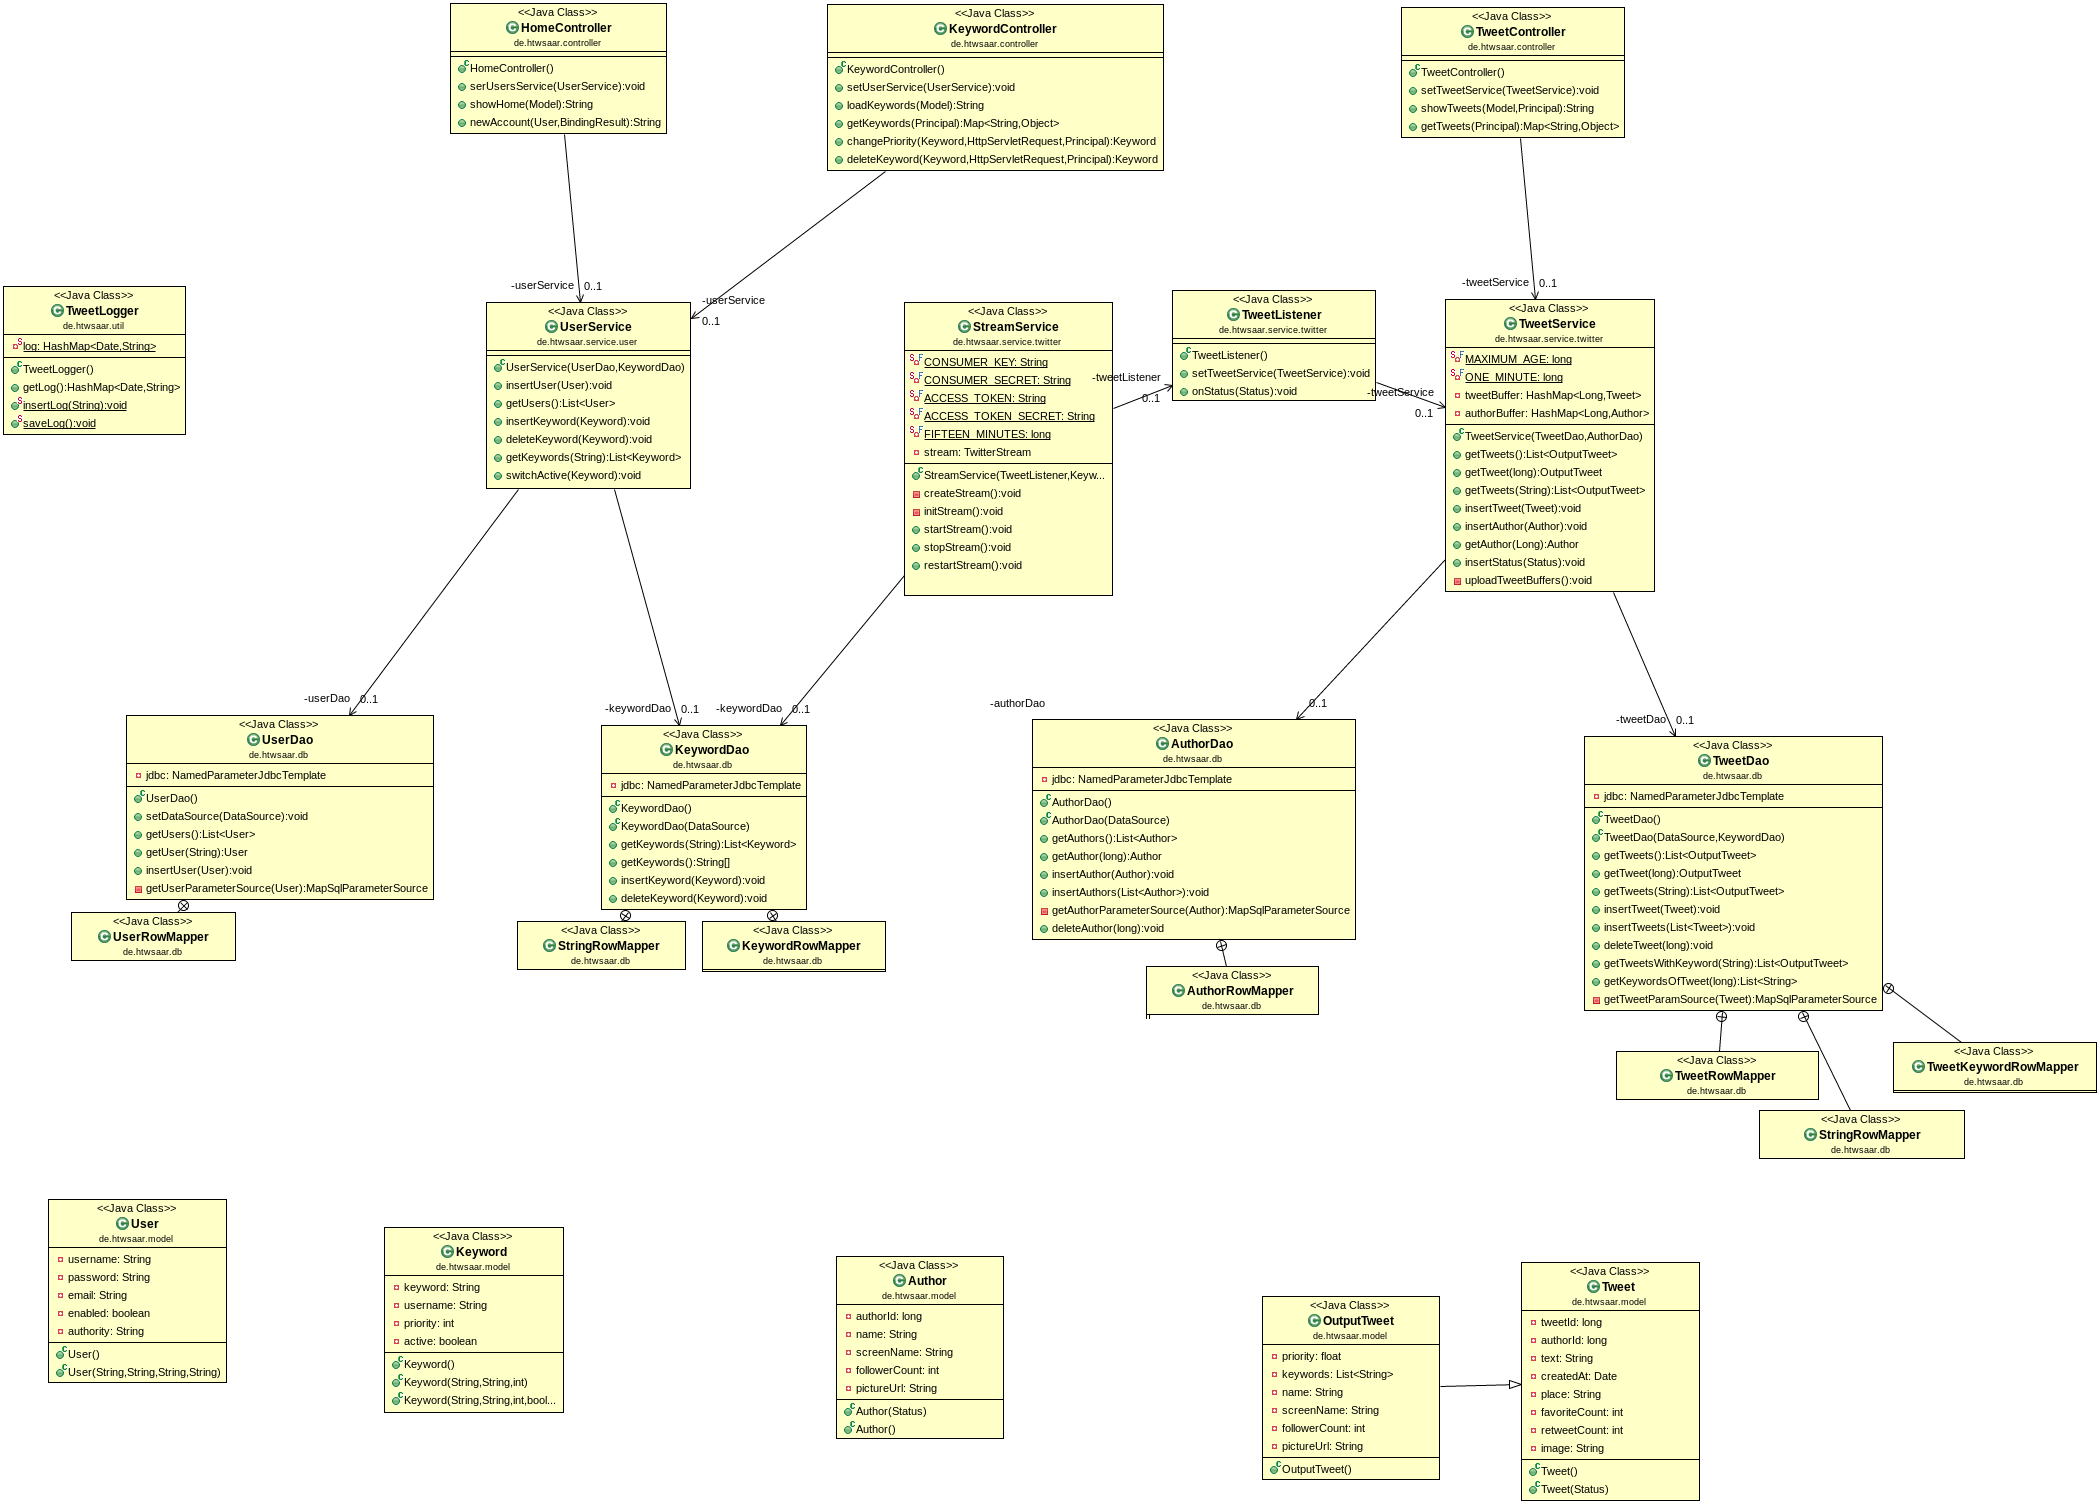 <<Java Class>>
HomeController
de.htwsaar.controller
HomeController()
serUsersService(UserService):void
showHome(Model):String
newAccount(User,BindingResult):String
<<Java Class>>
KeywordController
de.htwsaar.controller
KeywordController()
setUserService(UserService):void
loadKeywords(Model):String
getKeywords(Principal):Map<String,Object>
changePriority(Keyword,HttpServletRequest,Principal):Keyword
deleteKeyword(Keyword,HttpServletRequest,Principal):Keyword
<<Java Class>>
TweetController
de.htwsaar.controller
TweetController()
setTweetService(TweetService):void
showTweets(Model,Principal):String
getTweets(Principal):Map<String,Object>
-userService 0..1
-userService
0..1
-tweetService 0..1
<<Java Class>>
TweetLogger
de.htwsaar.util
log: HashMap<Date,String>
TweetLogger()
getLog():HashMap<Date,String>
insertLog(String):void
saveLog():void
<<Java Class>>
UserService
de.htwsaar.service.user
UserService(UserDao,KeywordDao)
insertUser(User):void
getUsers():List<User>
insertKeyword(Keyword):void
deleteKeyword(Keyword):void
getKeywords(String):List<Keyword>
switchActive(Keyword):void
<<Java Class>>
StreamService
de.htwsaar.service.twitter
CONSUMER_KEY: String
CONSUMER_SECRET: String
ACCESS_TOKEN: String
ACCESS_TOKEN_SECRET: String
FIFTEEN_MINUTES: long
stream: TwitterStream
StreamService(TweetListener,Keyw...
createStream():void
initStream():void
startStream():void
stopStream():void
restartStream():void
-tweetListener
0..1
<<Java Class>>
TweetListener
de.htwsaar.service.twitter
TweetListener()
setTweetService(TweetService):void
onStatus(Status):void
-tweetService
0..1
<<Java Class>>
TweetService
de.htwsaar.service.twitter
MAXIMUM_AGE: long
ONE_MINUTE: long
tweetBuffer: HashMap<Long,Tweet>
authorBuffer: HashMap<Long,Author>
TweetService(TweetDao,AuthorDao)
getTweets():List<OutputTweet>
getTweet(long):OutputTweet
getTweets(String):List<OutputTweet>
insertTweet(Tweet):void
insertAuthor(Author):void
getAuthor(Long):Author
insertStatus(Status):void
uploadTweetBuffers():void
-userDao 0..1
-keywordDao 0..1
-keywordDao 0..1
-authorDao 0..1
-tweetDao 0..1
<<Java Class>>
UserDao
de.htwsaar.db
jdbc: NamedParameterJdbcTemplate
UserDao()
setDataSource(DataSource):void
getUsers():List<User>
getUser(String):User
insertUser(User):void
getUserParameterSource(User):MapSqlParameterSource
<<Java Class>>
UserRowMapper
de.htwsaar.db
<<Java Class>>
KeywordDao
de.htwsaar.db
jdbc: NamedParameterJdbcTemplate
KeywordDao()
KeywordDao(DataSource)
getKeywords(String):List<Keyword>
getKeywords():String[]
insertKeyword(Keyword):void
deleteKeyword(Keyword):void
<<Java Class>>
StringRowMapper
de.htwsaar.db
<<Java Class>>
KeywordRowMapper
de.htwsaar.db
<<Java Class>>
AuthorDao
de.htwsaar.db
jdbc: NamedParameterJdbcTemplate
AuthorDao()
AuthorDao(DataSource)
getAuthors():List<Author>
getAuthor(long):Author
insertAuthor(Author):void
insertAuthors(List<Author>):void
getAuthorParameterSource(Author):MapSqlParameterSource
deleteAuthor(long):void
<<Java Class>>
AuthorRowMapper
de.htwsaar.db
<<Java Class>>
TweetDao
de.htwsaar.db
jdbc: NamedParameterJdbcTemplate
TweetDao()
TweetDao(DataSource,KeywordDao)
getTweets():List<OutputTweet>
getTweet(long):OutputTweet
getTweets(String):List<OutputTweet>
insertTweet(Tweet):void
insertTweets(List<Tweet>):void
deleteTweet(long):void
getTweetsWithKeyword(String):List<OutputTweet>
getKeywordsOfTweet(long):List<String>
getTweetParamSource(Tweet):MapSqlParameterSource
<<Java Class>>
TweetRowMapper
de.htwsaar.db
<<Java Class>>
TweetKeywordRowMapper
de.htwsaar.db
<<Java Class>>
StringRowMapper
de.htwsaar.db
<<Java Class>>
User
de.htwsaar.model
username: String
password: String
email: String
enabled: boolean
authority: String
User()
User(String,String,String,String)
<<Java Class>>
Keyword
de.htwsaar.model
keyword: String
username: String
priority: int
active: boolean
Keyword()
Keyword(String,String,int)
Keyword(String,String,int,bool...
<<Java Class>>
Author
de.htwsaar.model
authorId: long
name: String
screenName: String
followerCount: int
pictureUrl: String
Author(Status)
Author()
<<Java Class>>
OutputTweet
de.htwsaar.model
priority: float
keywords: List<String>
name: String
screenName: String
followerCount: int
pictureUrl: String
OutputTweet()
<<Java Class>>
Tweet
de.htwsaar.model
tweetId: long
authorId: long
text: String
createdAt: Date
place: String
favoriteCount: int
retweetCount: int
image: String
Tweet()
Tweet(Status)